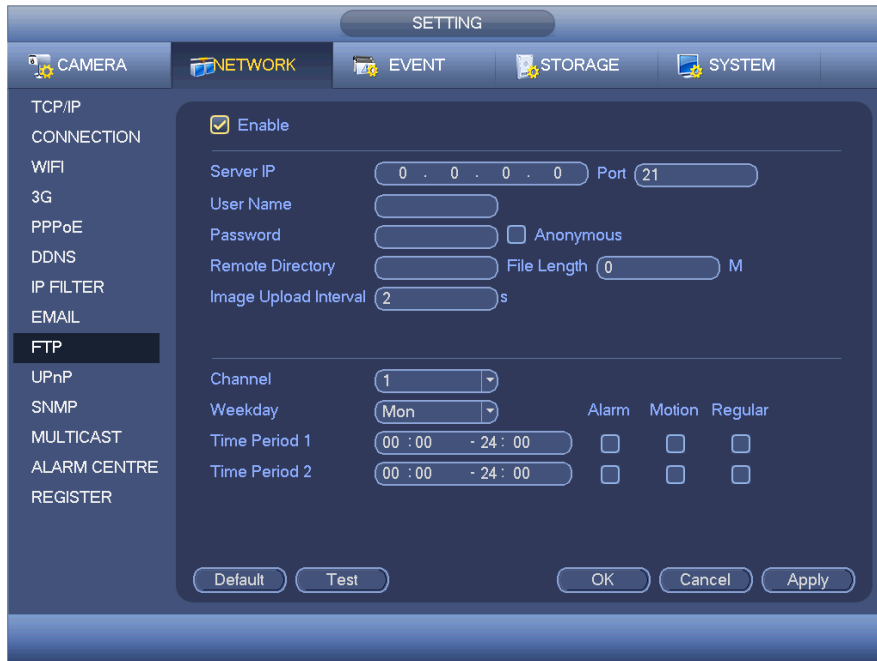 SETTING
CAMERA NETWORK EVENT STORAGE SYSTEM
TCP/IP
CONNECTION
WIFI
3G
PPPoE
DDNS
IP FILTER
EMAIL
FTP
UPnP
SNMP
MULTICAST
ALARM CENTRE
REGISTER
Enable
Server IP 0 . 0 . 0 . 0 Port 21
User Name
Password Anonymous
Remote Directory File Length 0 M
Image Upload Interval 2 s
Channel 1
Weekday Mon Alarm Motion Regular
Time Period 1 00 :00 - 24 : 00
Time Period 2 00 :00 - 24 : 00
Default Test OK Cancel Apply